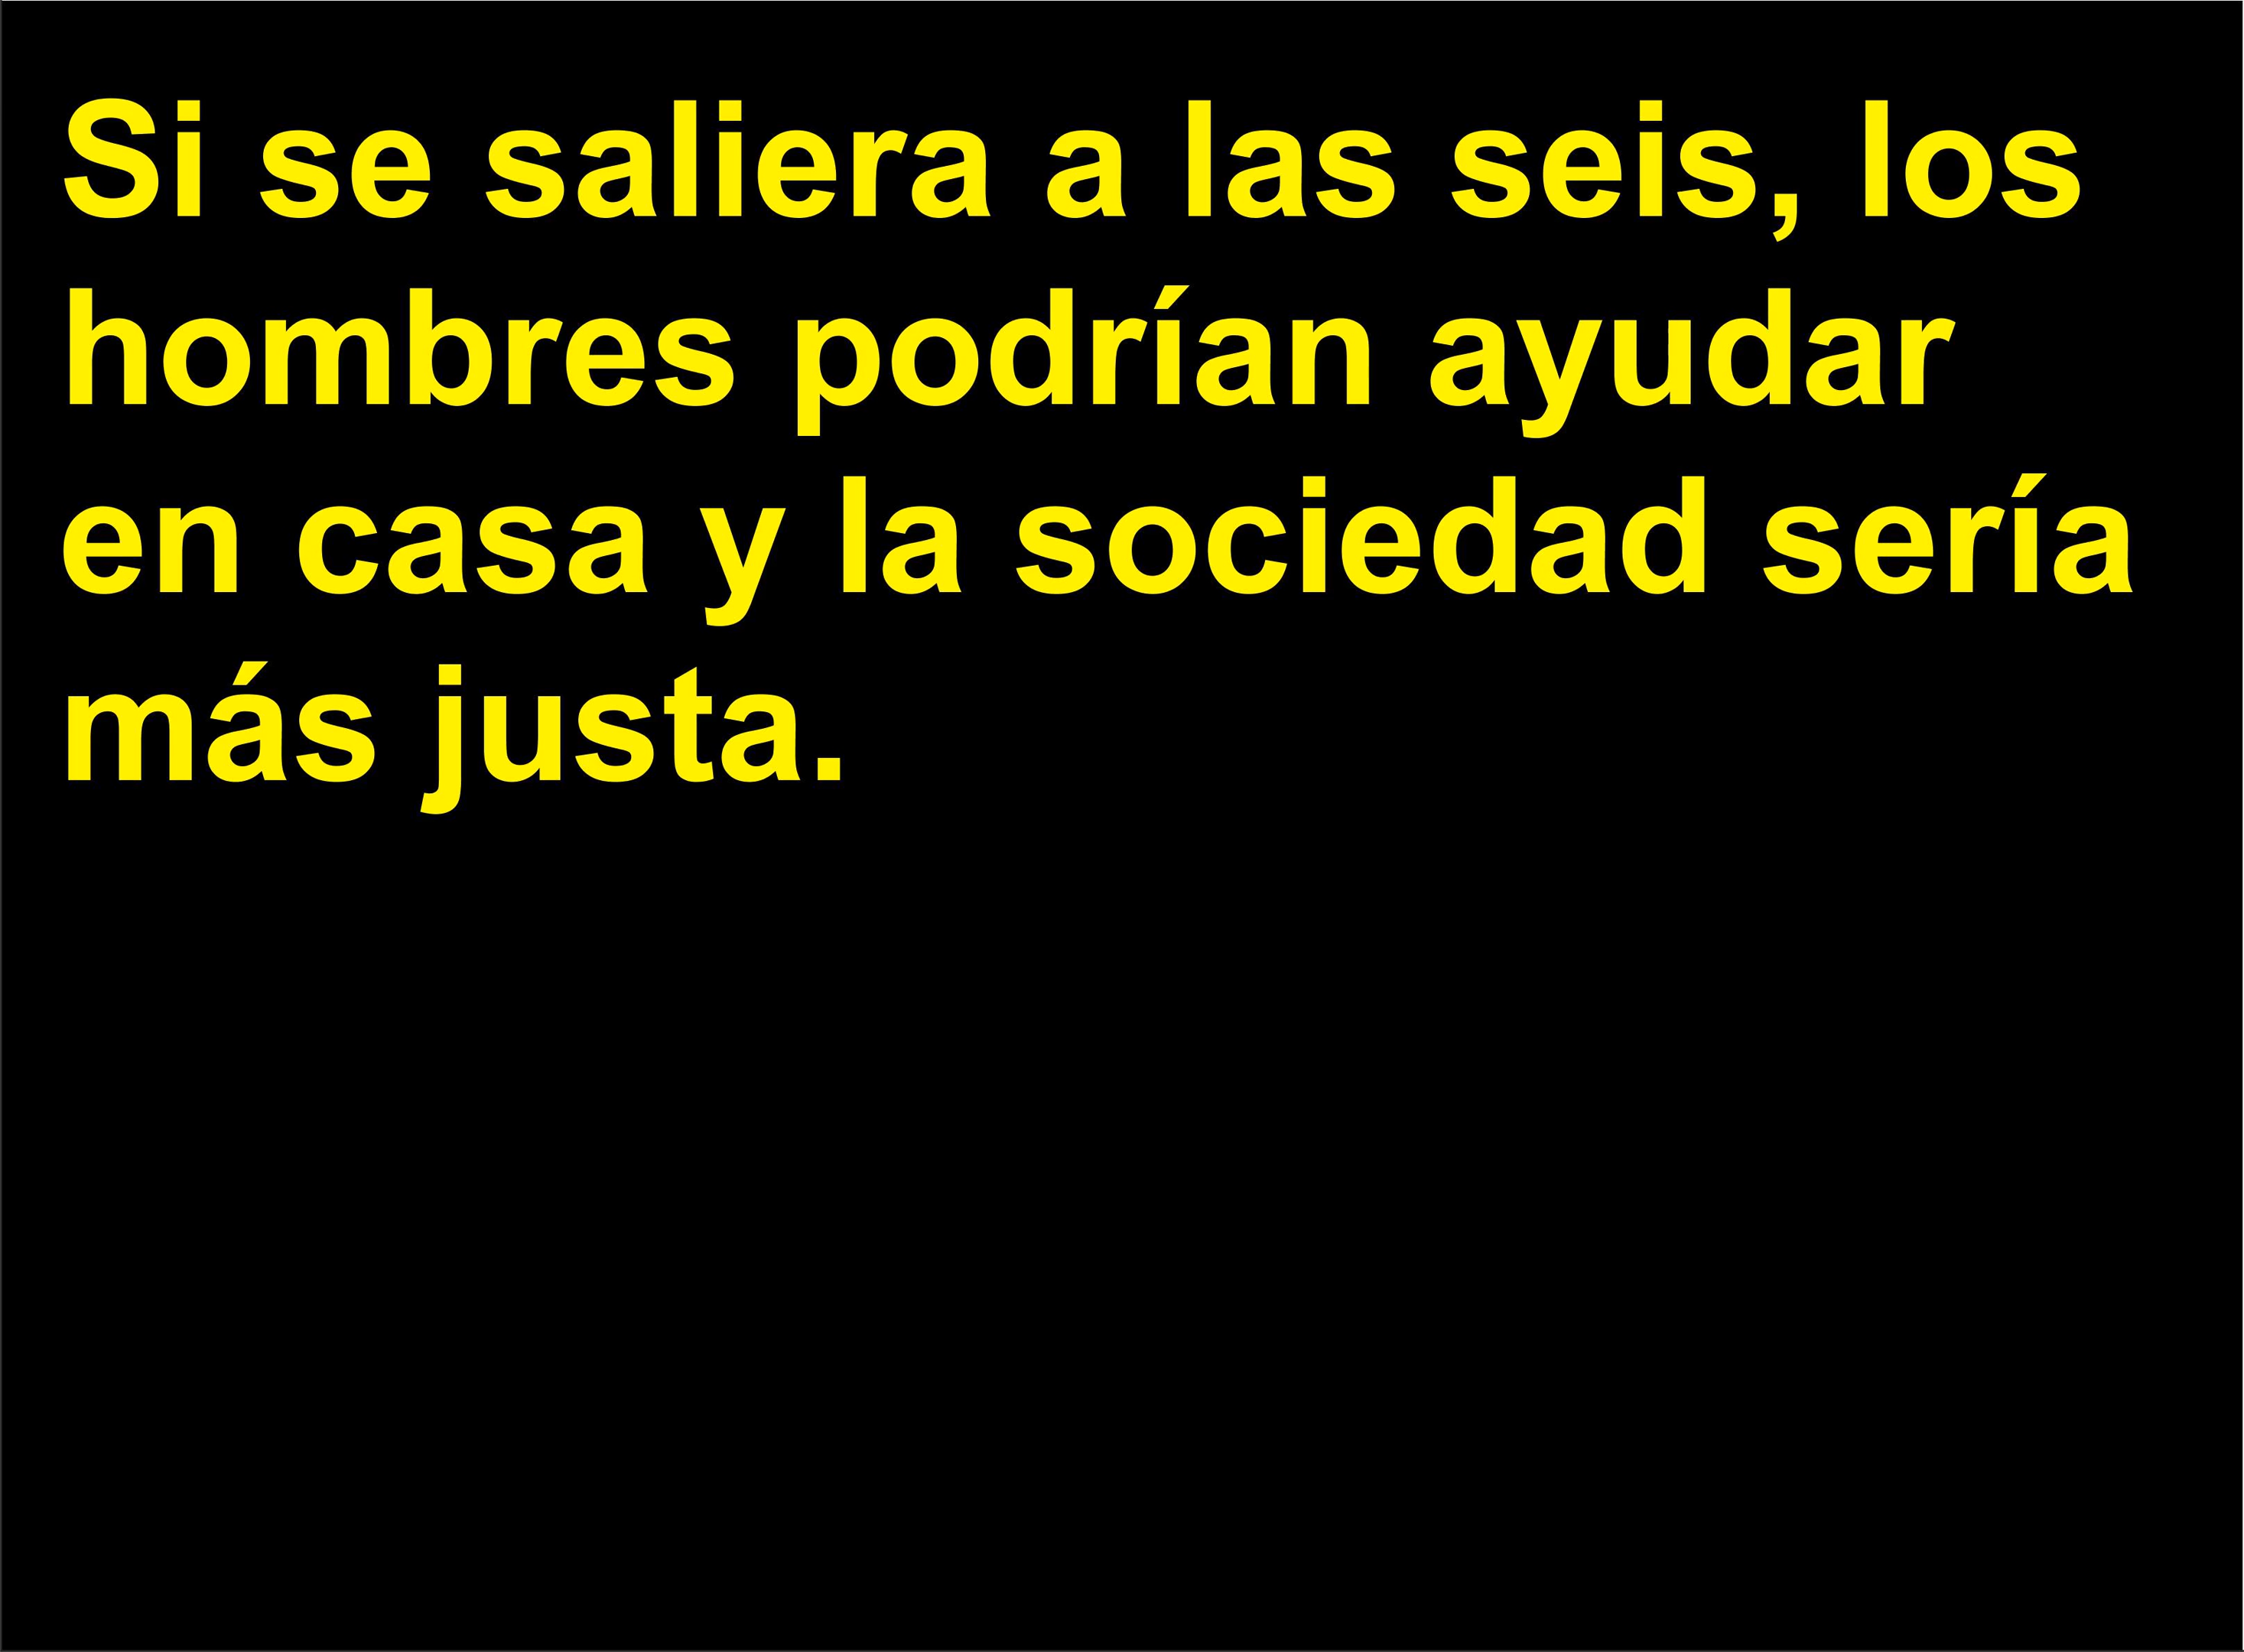 Si se saliera a las seis, los
hombres podrían ayudar
en casa y la sociedad sería
más justa.